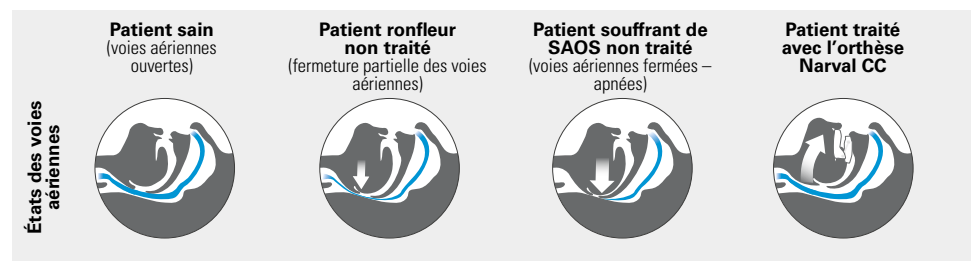 Patient sain
(voies aériennes
ouvertes)
Patient ronfleur
non traité
(fermeture partielle des voies
aériennes)
Patient souffrant de
SAOS non traité
(voies aériennes fermées –
apnées)
Patient traité
avec l’orthèse
Narval CC
États des voies
aériennes